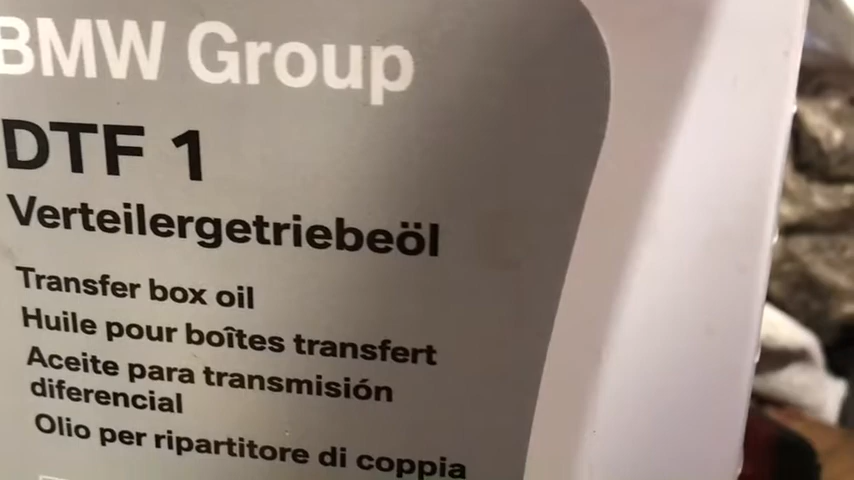 BMW Group
DTF 1
Verteilergetriebeöl
Transfer box oil
Huile pour boîtes transfert
Aceite para transmisión
diferencial
Olio per ripartitore di coppia